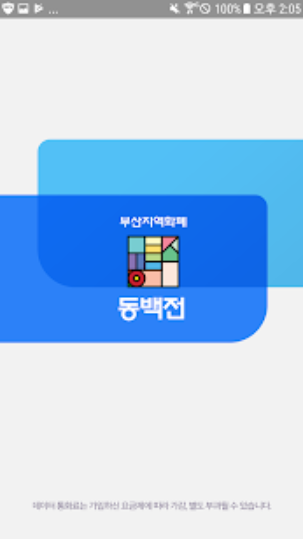 ... 100% 오후 2:05
부산지역화폐
동백전
데이터 통화료는 가입하신 요금제에 따라 가감, 별도 부과될 수 있습니다.